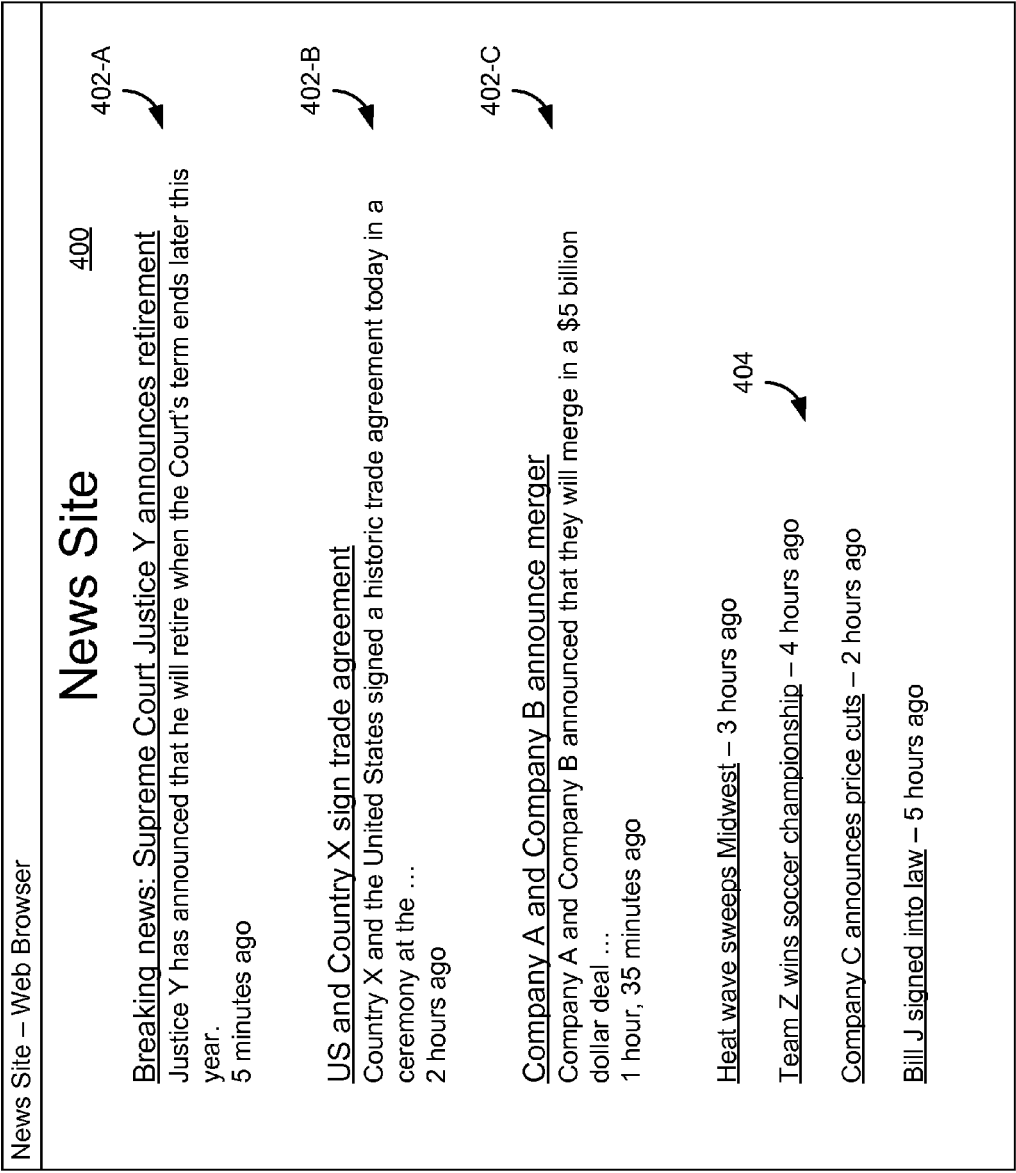 News Site – Web Browser
News Site
400
402-A
Breaking news: Supreme Court Justice Y announces retirement
Justice Y has announced that he will retire when the Court's term ends later this
year.
5 minutes ago
402-B
US and Country X sign trade agreement
Country X and the United States signed a historic trade agreement today in a
ceremony at the …
2 hours ago
402-C
Company A and Company B announce merger
Company A and Company B announced that they will merge in a $5 billion
dollar deal …
1 hour, 35 minutes ago
404
Heat wave sweeps Midwest – 3 hours ago
Team Z wins soccer championship – 4 hours ago
Company C announces price cuts – 2 hours ago
Bill J signed into law – 5 hours ago